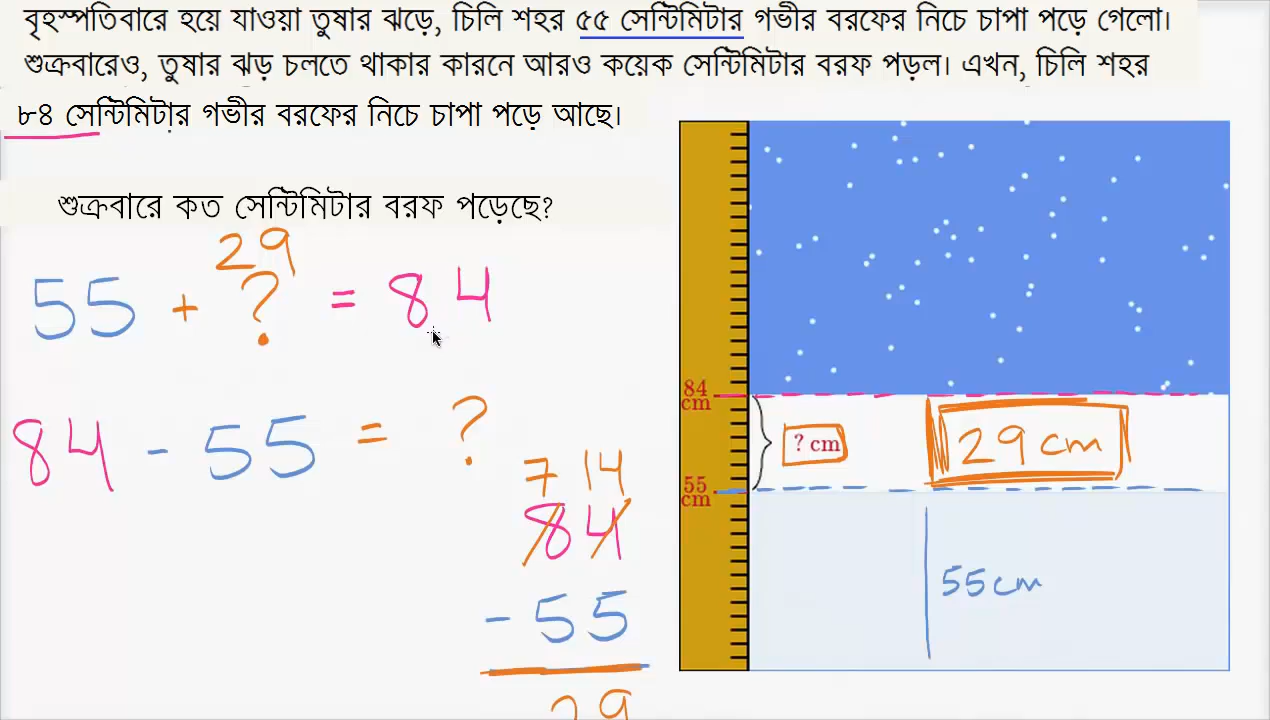 বৃহস্পতিবারে হয়ে যাওয়া তুষার ঝড়ে, চিলি শহর ৫৫ সেন্টিমিটার গভীর বরফের নিচে চাপা পড়ে গেলো।
শুক্রবারেও, তুষার ঝড় চলতে থাকার কারনে আরও কয়েক সেন্টিমিটার বরফ পড়ল। এখন, চিলি শহর
৮৪ সেন্টিমিটার গভীর বরফের নিচে চাপা পড়ে আছে।
শুক্রবারে কত সেন্টিমিটার বরফ পড়েছে?
29
55 + ? = 84
84 - 55 = ?
7 14
84
- 55
29
84
cm
? cm
29 cm
55
cm
55 cm